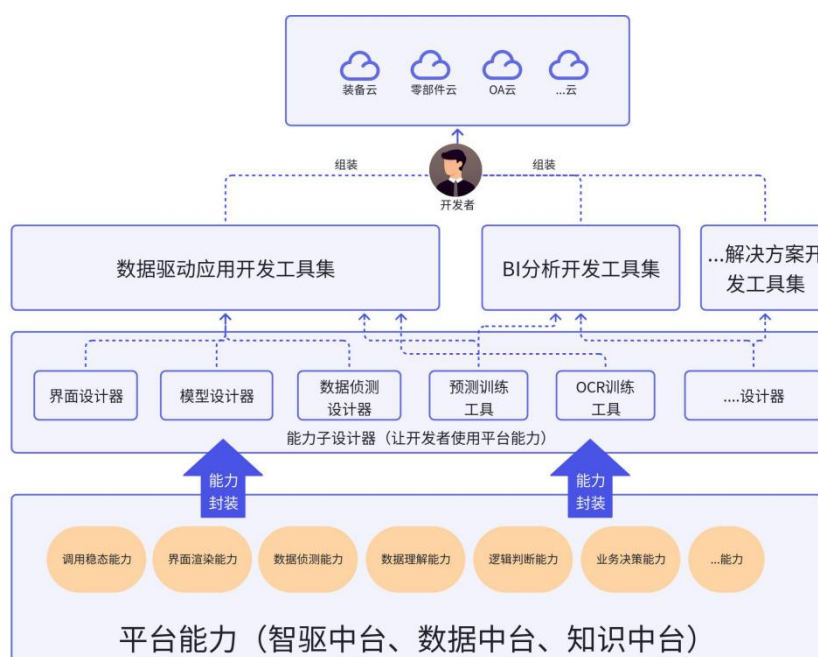 装备云
零部件云
OA云
...云
组装
组装
开发者
数据驱动应用开发工具集
BI分析开发工具集
...解决方案开
发工具集
界面设计器
模型设计器
数据侦测
设计器
预测训练
工具
OCR训练
工具
....设计器
能力子设计器（让开发者使用平台能力）
能力
封装
能力
封装
调用稳态能力
界面渲染能力
数据侦测能力
数据理解能力
逻辑判断能力
业务决策能力
...能力
平台能力（智驱中台、数据中台、知识中台）